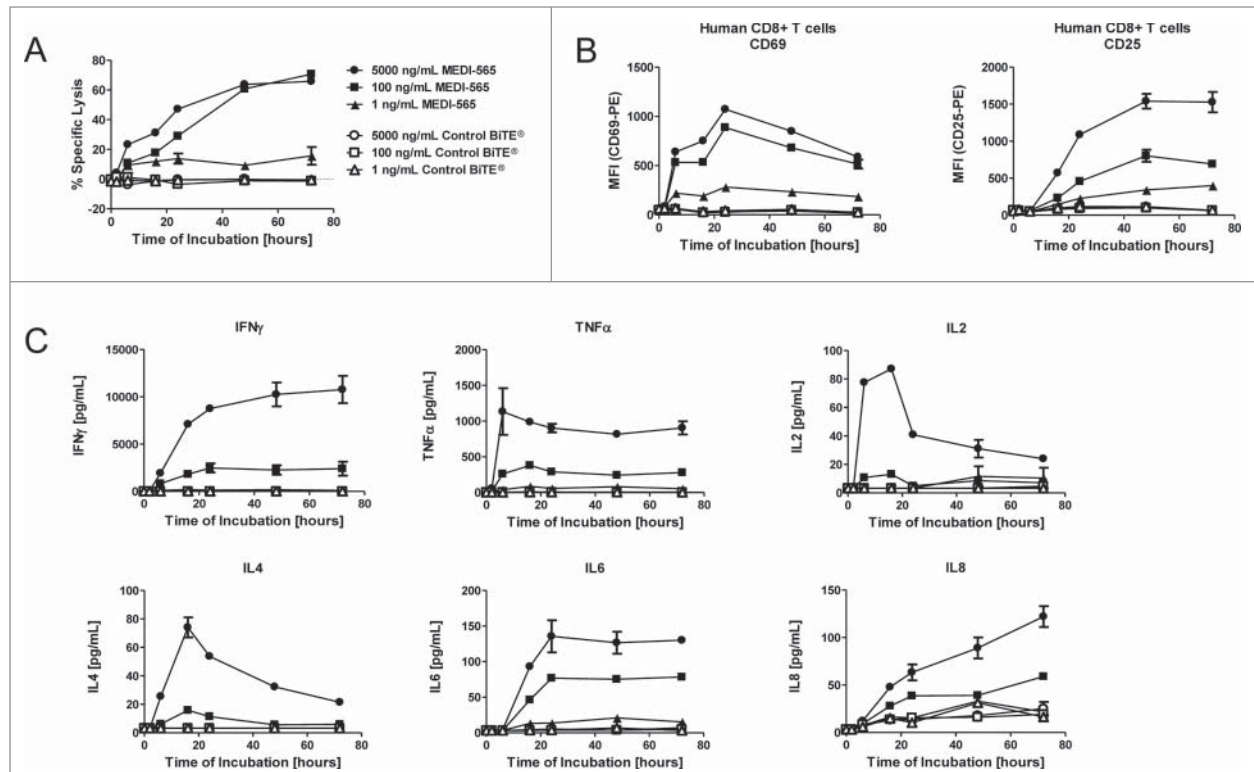 A
% Specific Lysis
80
60
40
20
0
-20
0 20 40 60 80
Time of Incubation [hours]
5000 ng/mL MEDI-565
100 ng/mL MEDI-565
1 ng/mL MEDI-565
5000 ng/mL Control BiTE®
100 ng/mL Control BiTE®
1 ng/mL Control BiTE®
B
Human CD8+ T cells
CD69
MFI (CD69-PE)
1500
1000
500
0
0 20 40 60 80
Time of Incubation [hours]
Human CD8+ T cells
CD25
MFI (CD25-PE)
2000
1500
1000
500
0
0 20 40 60 80
Time of Incubation [hours]
C
IFNγ
IFNγ [pg/mL]
15000
10000
5000
0
0 20 40 60 80
Time of Incubation [hours]
TNFα
TNFα [pg/mL]
2000
1500
1000
500
0
0 20 40 60 80
Time of Incubation [hours]
IL2
IL2 [pg/mL]
100
80
60
40
20
0
0 20 40 60 80
Time of Incubation [hours]
IL4
IL4 [pg/mL]
100
80
60
40
20
0
0 20 40 60 80
Time of Incubation [hours]
IL6
IL6 [pg/mL]
200
150
100
50
0
0 20 40 60 80
Time of Incubation [hours]
IL8
IL8 [pg/mL]
150
100
50
0
0 20 40 60 80
Time of Incubation [hours]